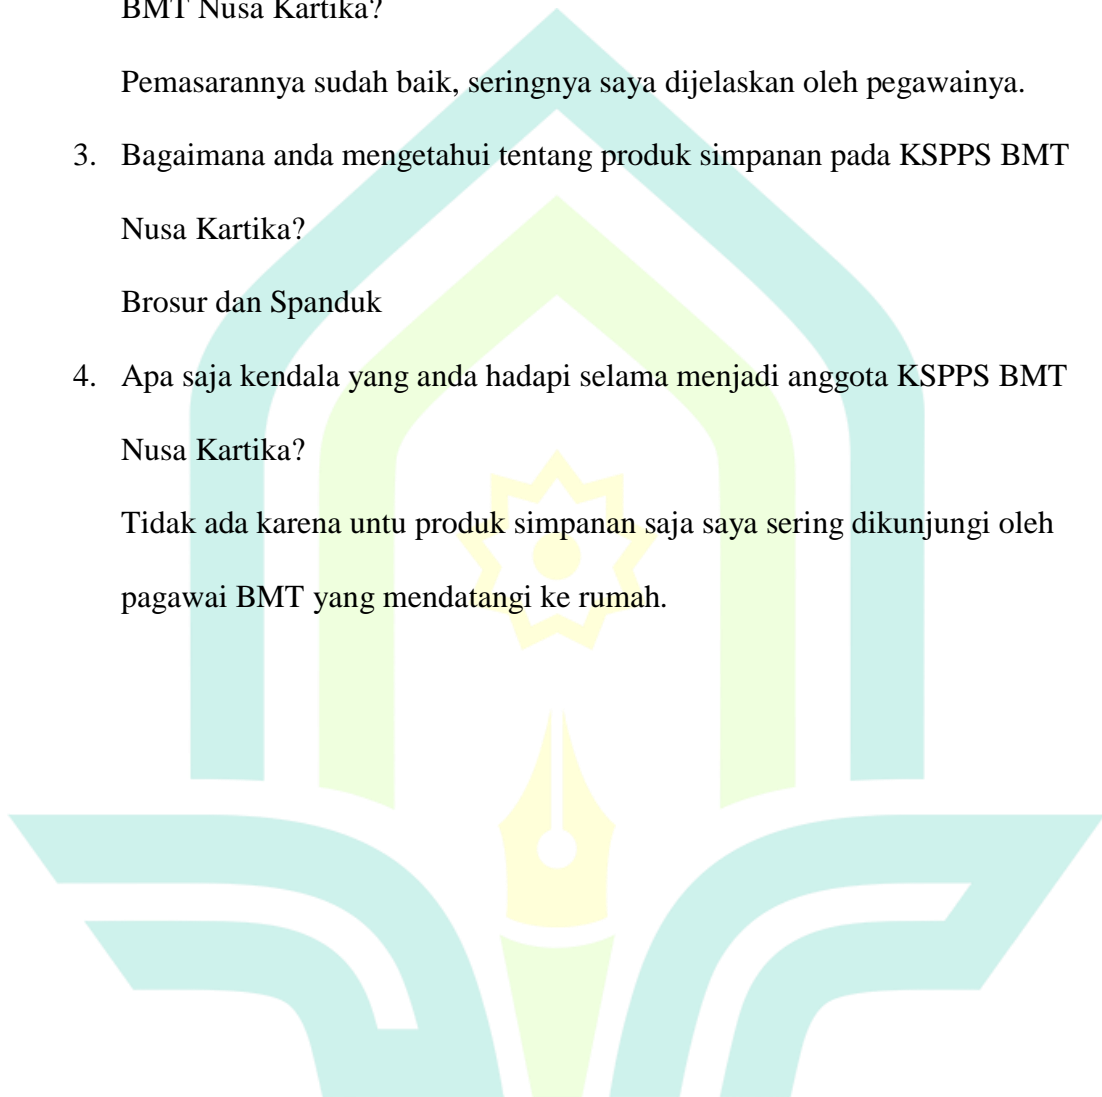 BMT Nusa Kartika?
Pemasarannya sudah baik, seringnya saya dijelaskan oleh pegawainya.
3. Bagaimana anda mengetahui tentang produk simpanan pada KSPPS BMT
Nusa Kartika?
Brosur dan Spanduk
4. Apa saja kendala yang anda hadapi selama menjadi anggota KSPPS BMT
Nusa Kartika?
Tidak ada karena untu produk simpanan saja saya sering dikunjungi oleh
pagawai BMT yang mendatangi ke rumah.